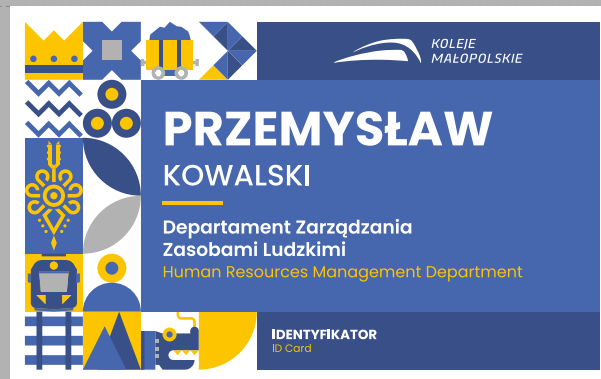 KOLEJE
MAŁOPOLSKIE
PRZEMYSŁAW
KOWALSKI
Departament Zarządzania
Zasobami Ludzkimi
Human Resources Management Department
IDENTYFIKATOR
ID Card